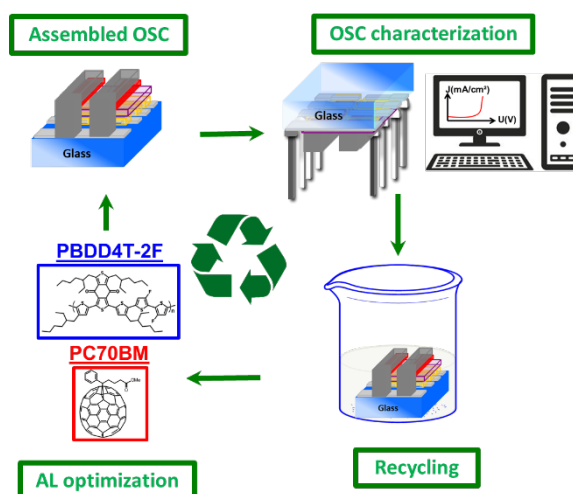 Assembled OSC
OSC characterization
Glass
Glass
J(mA/cm²)
U(V)
PBDD4T-2F
PC70BM
Glass
AL optimization
Recycling